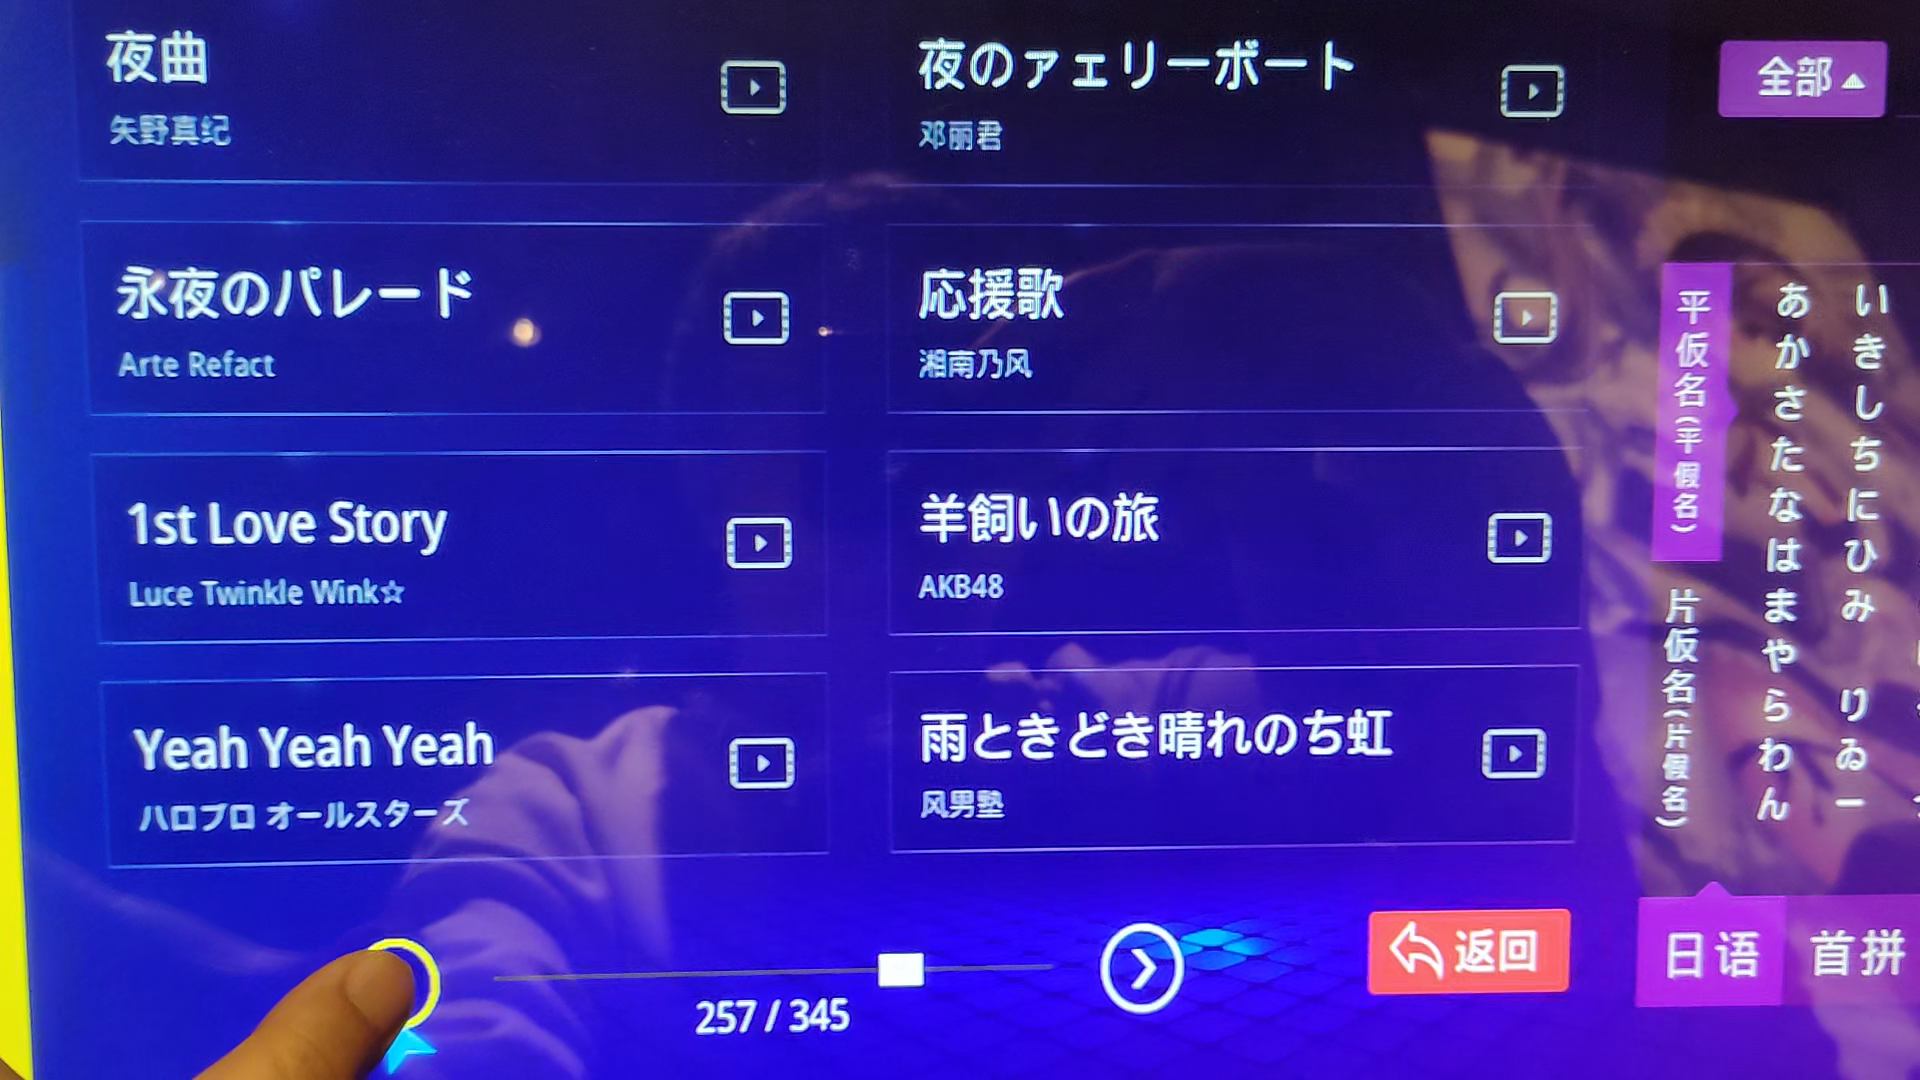 夜曲
矢野真纪
夜のァェリーボート
邓丽君
永夜のパレード
Arte Refact
応援歌
湘南乃风
1st Love Story
Luce Twinkle Wink☆
羊飼いの旅
AKB48
Yeah Yeah Yeah
ハロプロ オールスターズ
雨ときどき晴れのち虹
风男塾
257 / 345
返回
全部
平仮名(平假名)
片仮名(片假名)
あかさたなはまやらわん
いきしちにひみ りゐー
日语
首拼